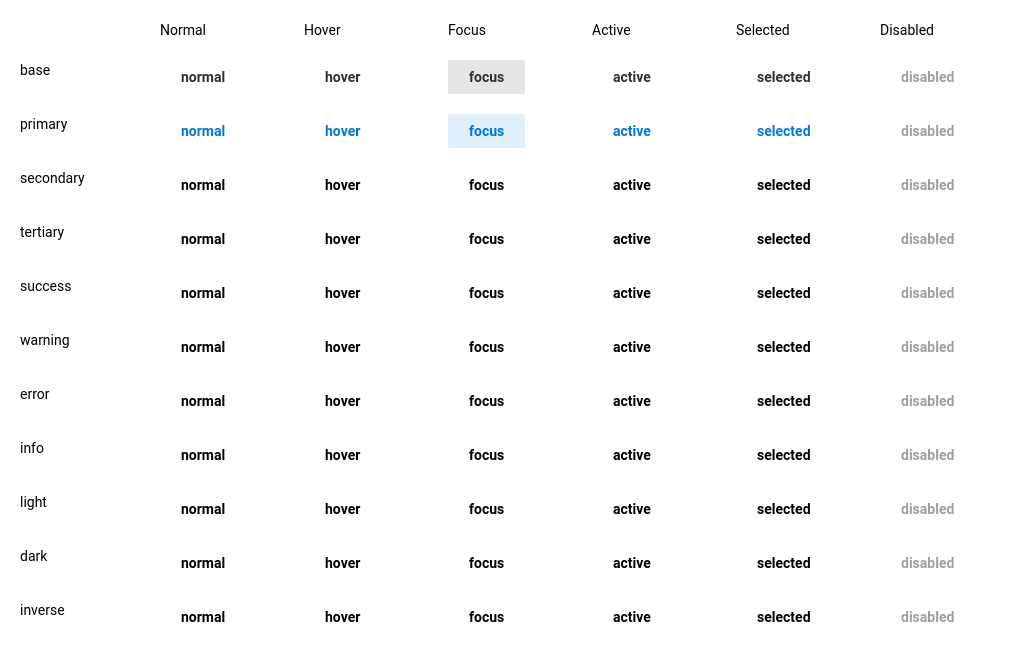 Normal Hover Focus Active Selected Disabled
base normal hover focus active selected disabled
primary normal hover focus active selected disabled
secondary normal hover focus active selected disabled
tertiary normal hover focus active selected disabled
success normal hover focus active selected disabled
warning normal hover focus active selected disabled
error normal hover focus active selected disabled
info normal hover focus active selected disabled
light normal hover focus active selected disabled
dark normal hover focus active selected disabled
inverse normal hover focus active selected disabled